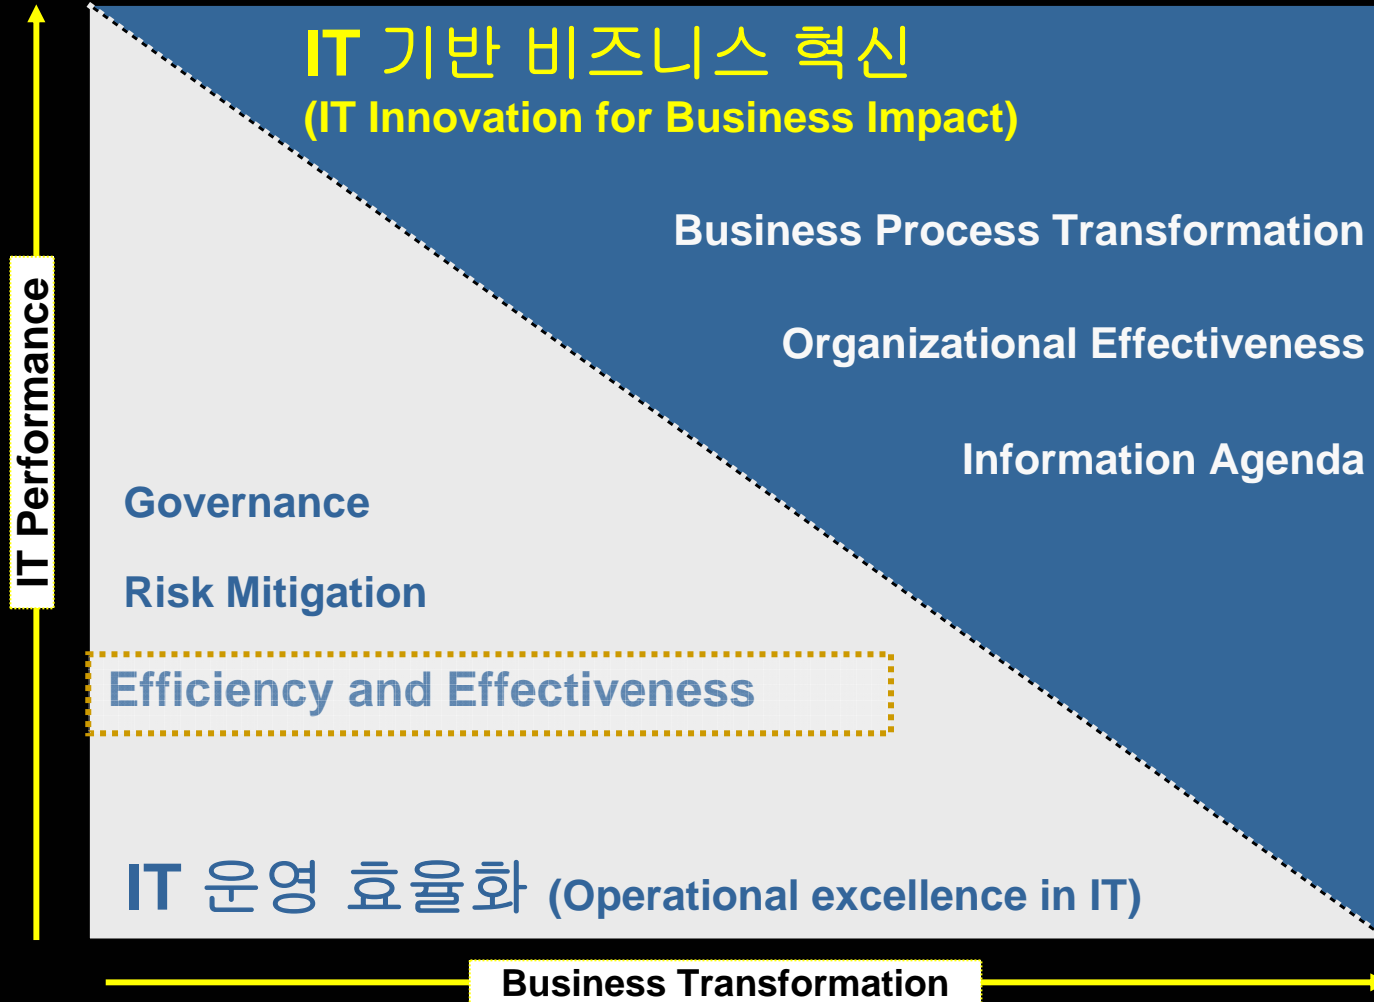 IT 기반 비즈니스 혁신
(IT Innovation for Business Impact)
Business Process Transformation
Organizational Effectiveness
Information Agenda
IT Performance
Governance
Risk Mitigation
Efficiency and Effectiveness
IT 운영 효율화 (Operational excellence in IT)
Business Transformation